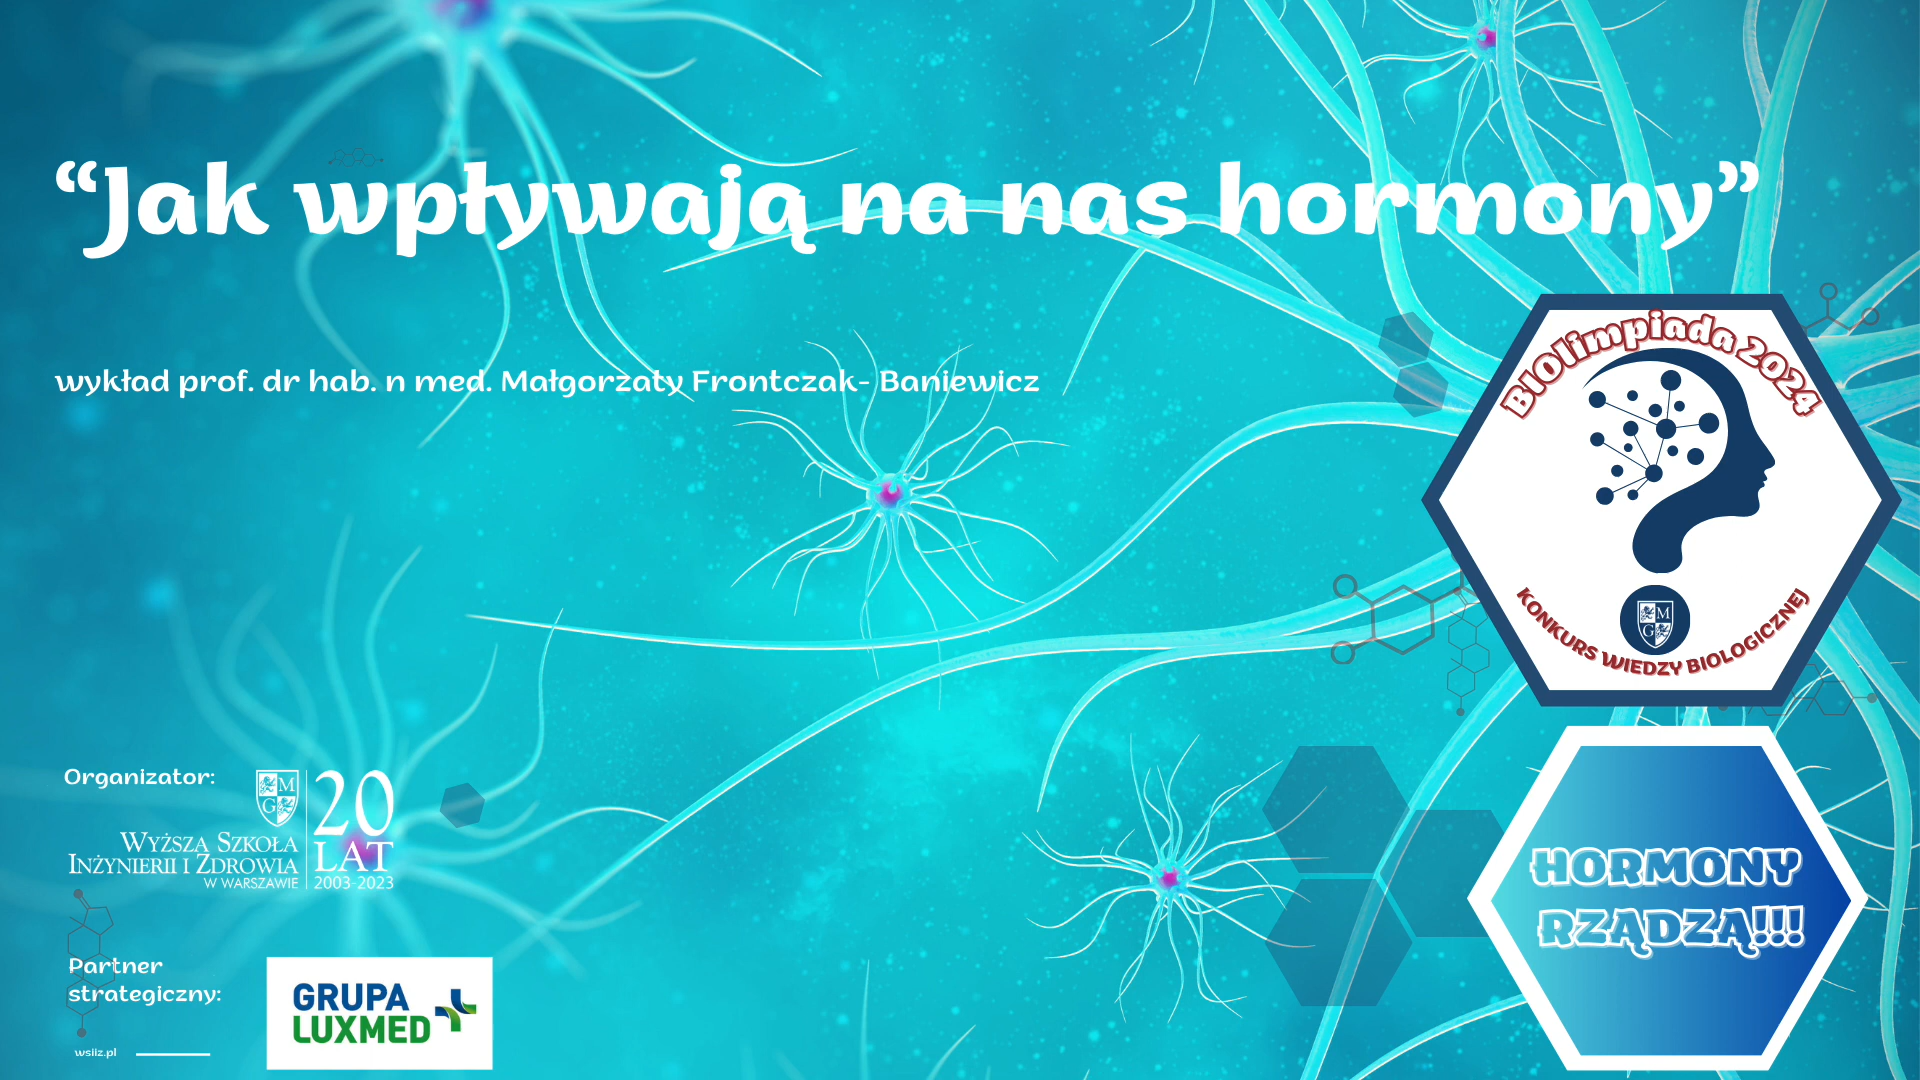 “Jak wpływają na nas hormony”
wykład prof. dr hab. n med. Małgorzaty Frontczak- Baniewicz
BIOlimpiada 2024
M
G
KONKURS WIEDZY BIOLOGICZNEJ
HORMONY
RZĄDZĄ!!!
Organizator:
M
G
WYŻSZA SZKOŁA
INŻYNIERII I ZDROWIA
W WARSZAWIE
20
LAT
2003-2023
Partner
strategiczny:
GRUPA
LUXMED
wsiiz.pl